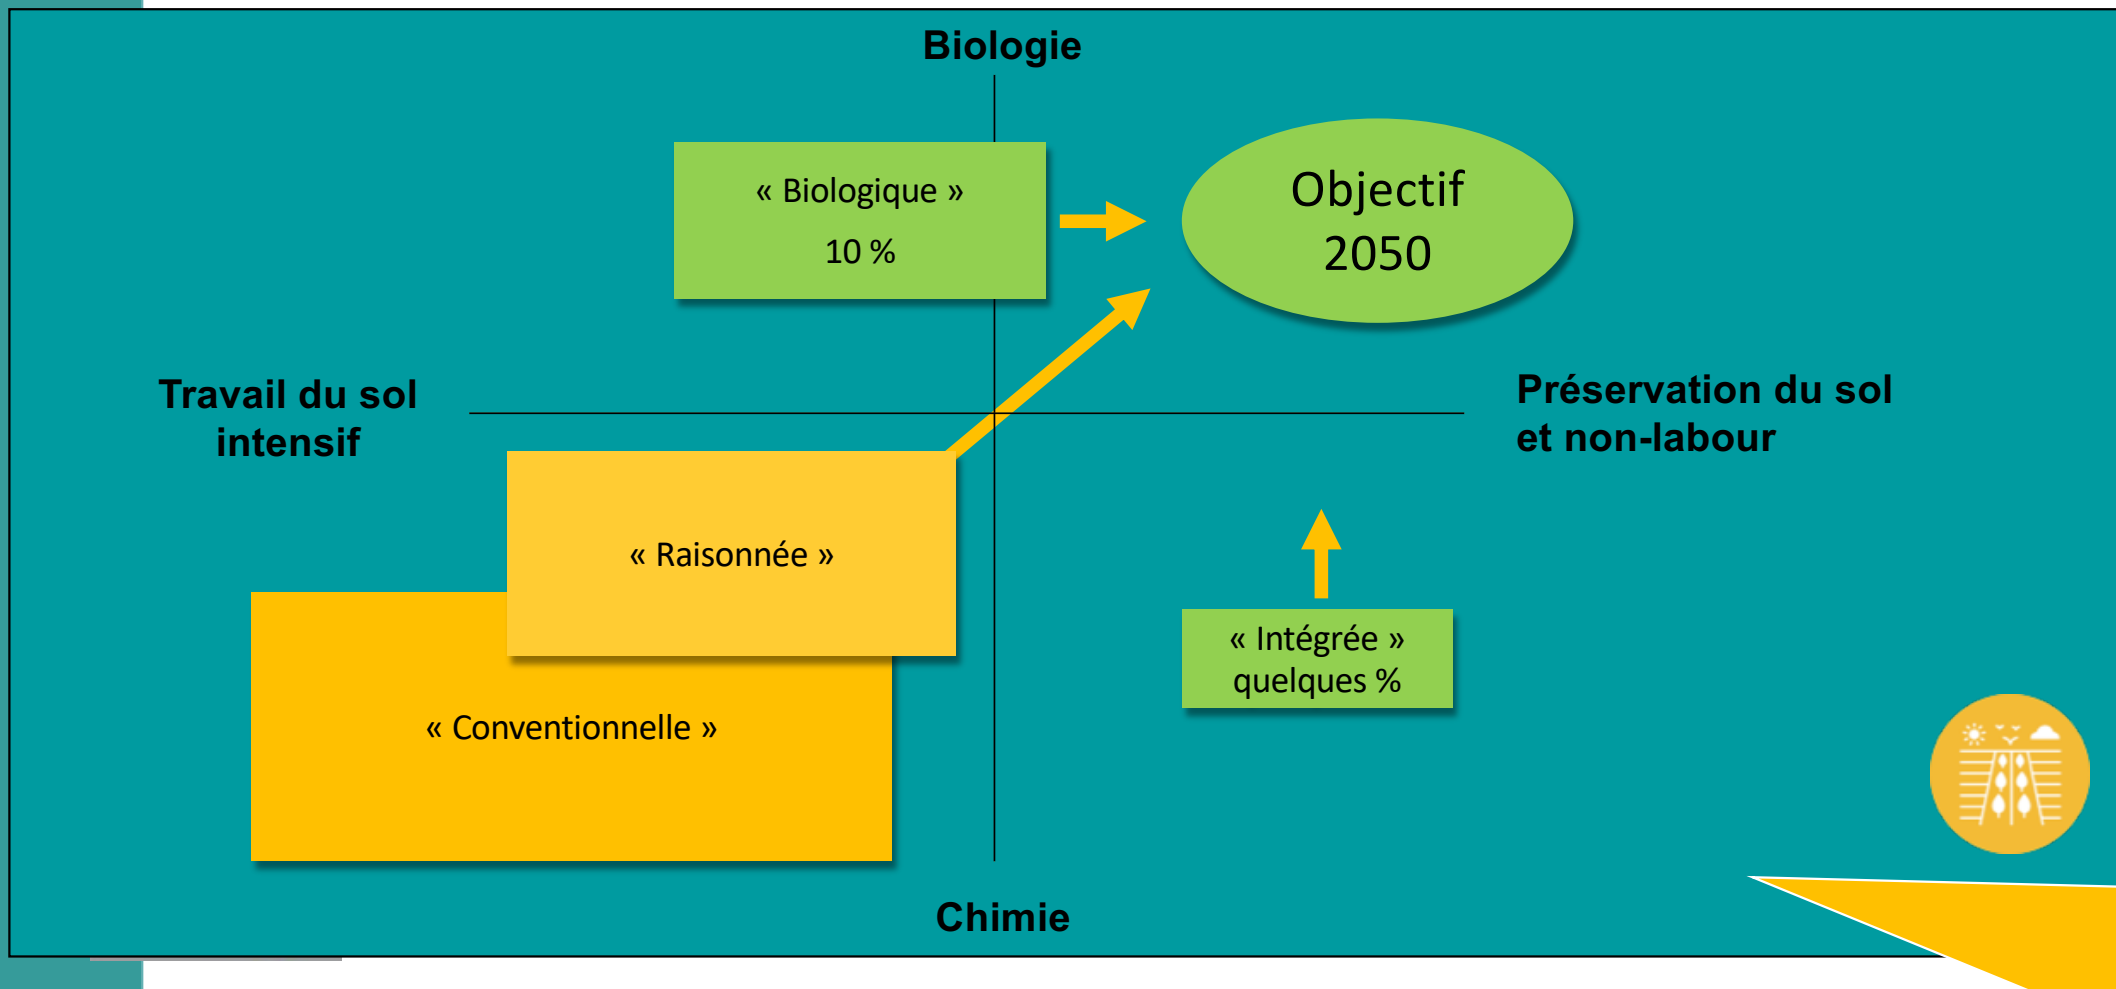 Biologie
« Biologique »
10 %
Objectif
2050
Travail du sol
intensif
Préservation du sol
et non-labour
« Raisonnée »
« Intégrée »
quelques %
« Conventionnelle »
Chimie